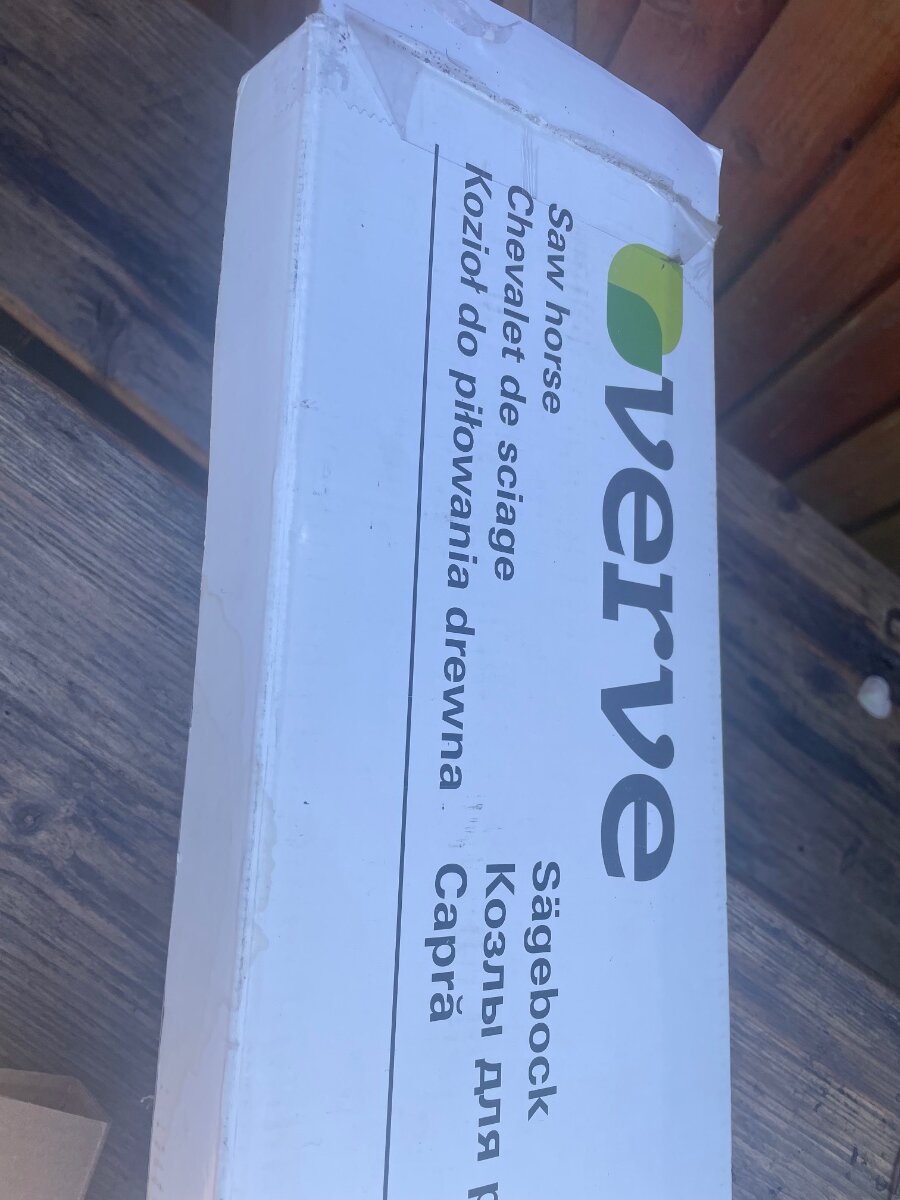 verve
Saw horse
Chevalet de sciage
Kozioł do piłowania drewna
Sägebock
Козлы для
Capră